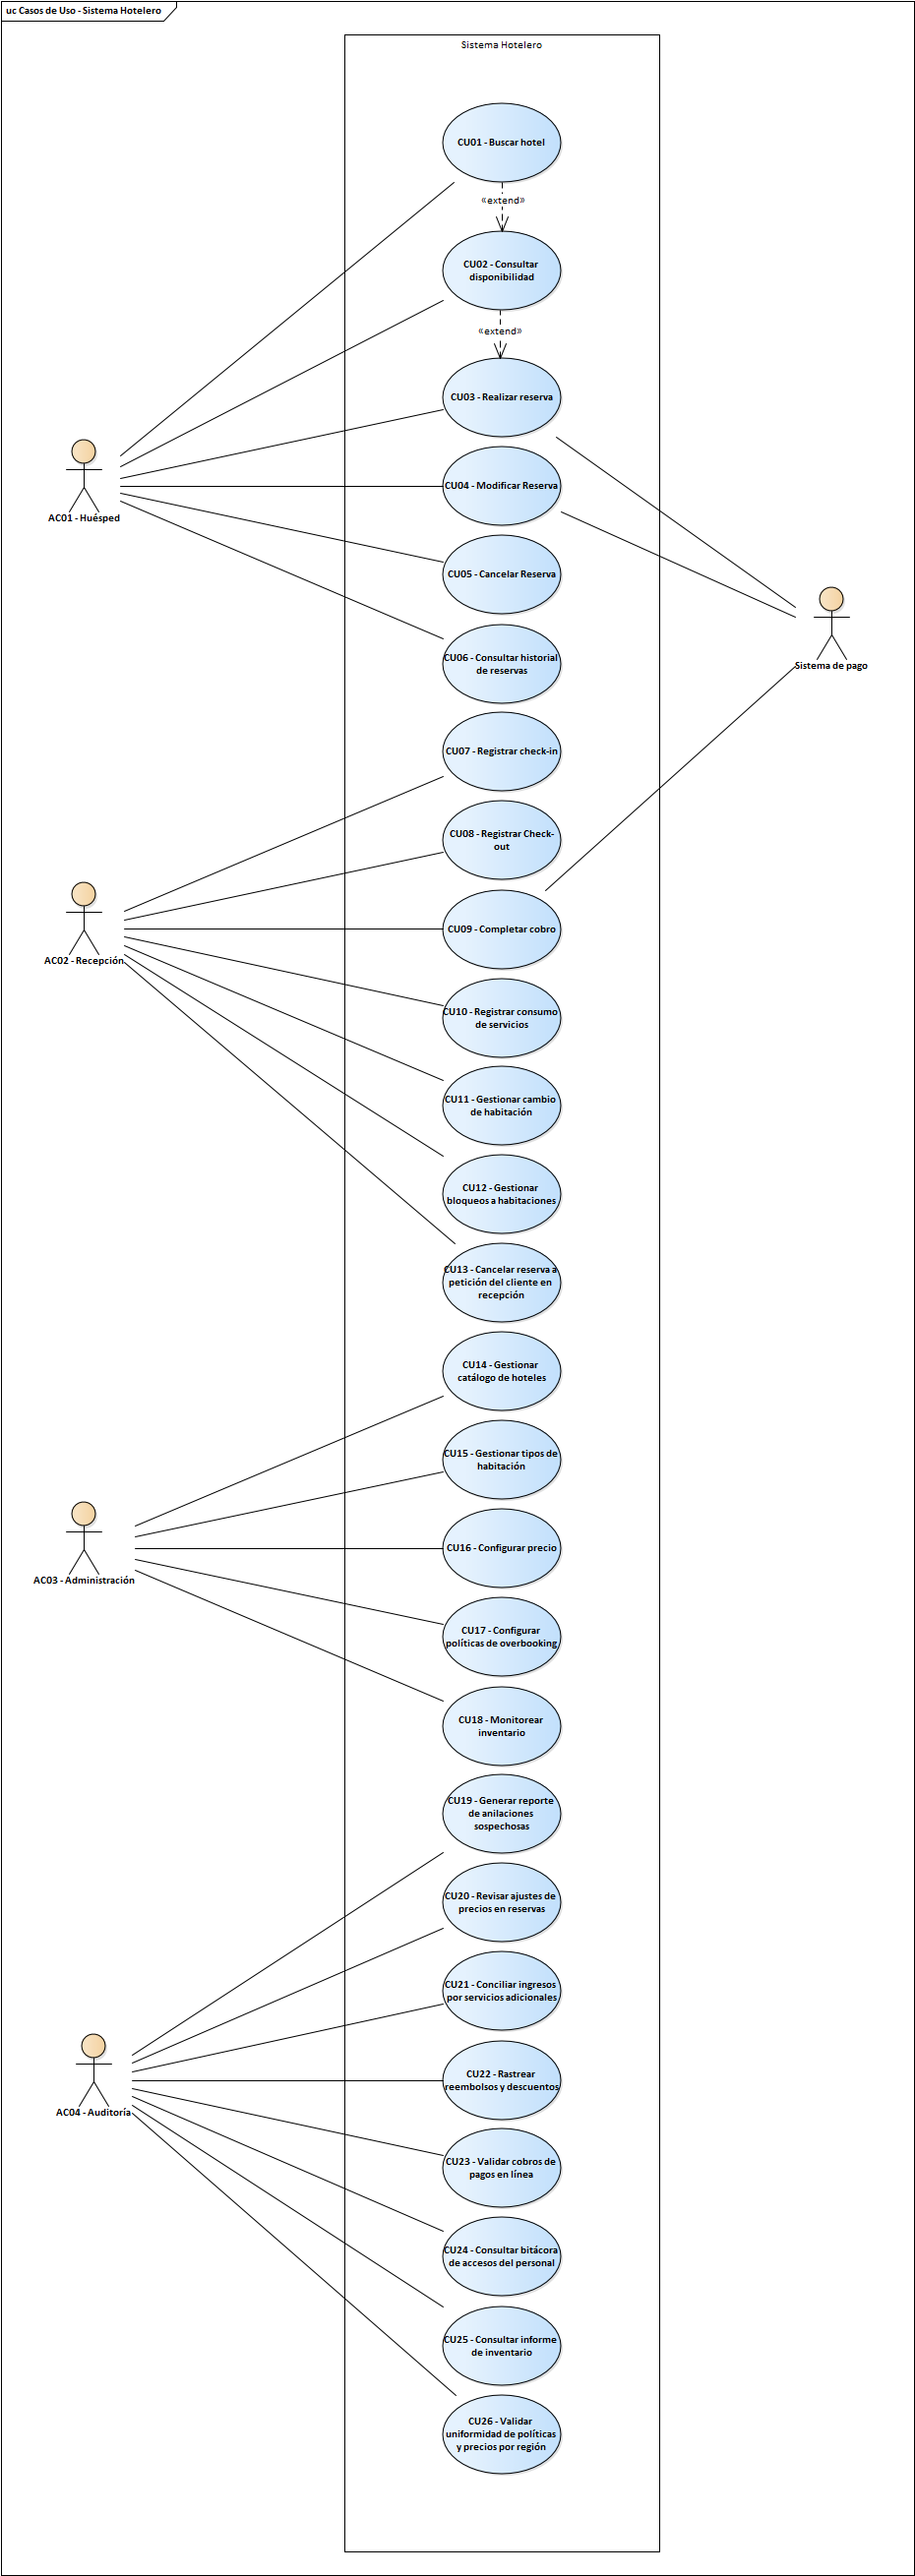 uc Casos de Uso - Sistema Hotelero
Sistema Hotelero
CU01 - Buscar hotel
«extend»
CU02 - Consultar
disponibilidad
«extend»
CU03 - Realizar reserva
CU04 - Modificar Reserva
AC01 - Huésped
CU05 - Cancelar Reserva
CU06 - Consultar historial
de reservas
Sistema de pago
CU07 - Registrar check-in
CU08 - Registrar Check-
out
CU09 - Completar cobro
AC02 - Recepción
CU10 - Registrar consumo
de servicios
CU11 - Gestionar cambio
de habitación
CU12 - Gestionar
bloqueos a habitaciones
CU13 - Cancelar reserva a
petición del cliente en
recepción
CU14 - Gestionar
catálogo de hoteles
CU15 - Gestionar tipos de
habitación
CU16 - Configurar precio
AC03 - Administración
CU17 - Configurar
políticas de overbooking
CU18 - Monitorear
inventario
CU19 - Generar reporte
de anilaciones
sospechosas
CU20 - Revisar ajustes de
precios en reservas
CU21 - Conciliar ingresos
por servicios adicionales
CU22 - Rastrear
reembolsos y descuentos
AC04 - Auditoría
CU23 - Validar cobros de
pagos en línea
CU24 - Consultar bitácora
de accesos del personal
CU25 - Consultar informe
de inventario
CU26 - Validar
uniformidad de políticas
y precios por región